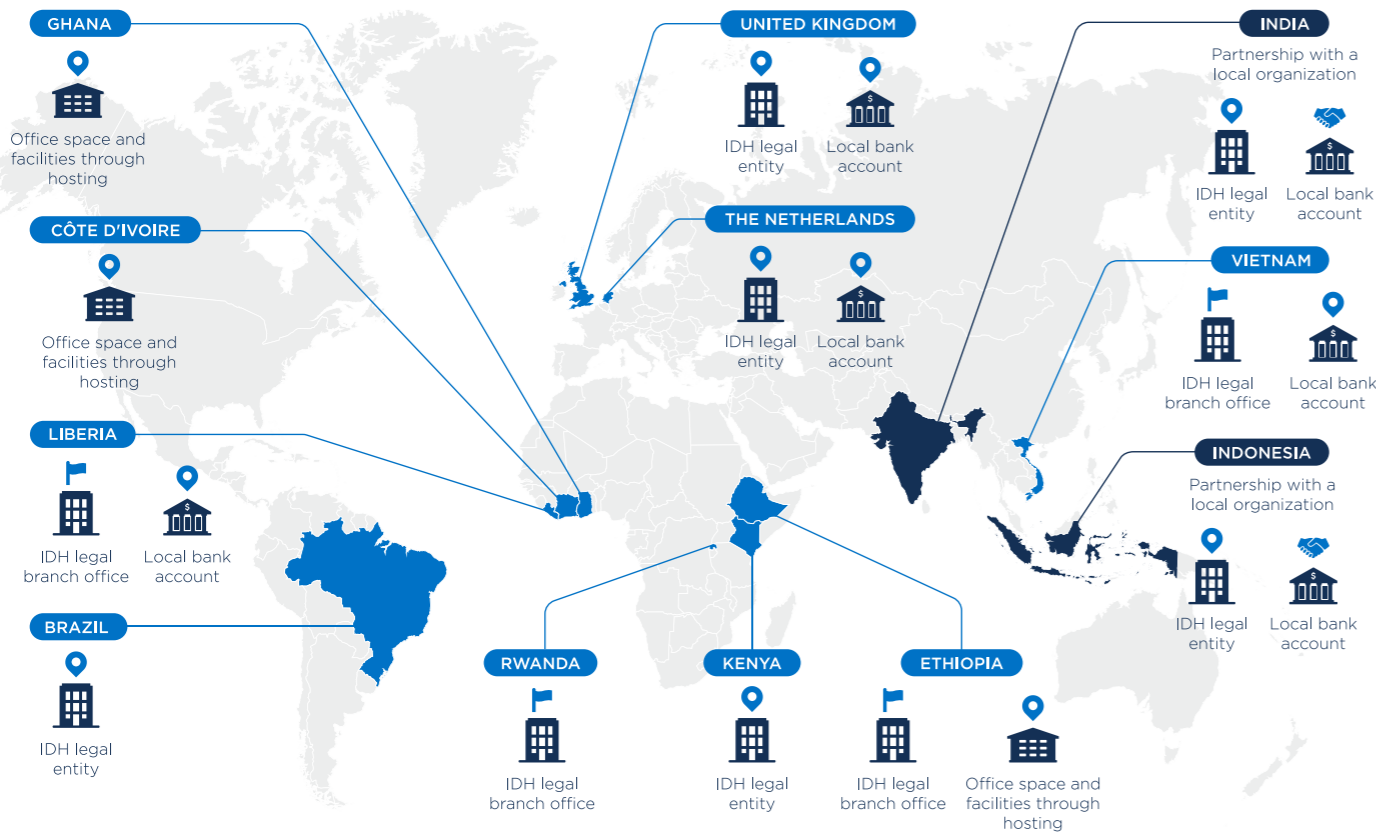 GHANA
Office space and
facilities through
hosting
CÔTE D'IVOIRE
Office space and
facilities through
hosting
LIBERIA
IDH legal
branch office
$
Local bank
account
BRAZIL
IDH legal
entity
UNITED KINGDOM
IDH legal
entity
$
Local bank
account
THE NETHERLANDS
IDH legal
entity
$
Local bank
account
RWANDA
IDH legal
branch office
KENYA
IDH legal
entity
ETHIOPIA
IDH legal
branch office
Office space and
facilities through
hosting
INDIA
Partnership with a
local organization
IDH legal
entity
$
Local bank
account
VIETNAM
IDH legal
branch office
$
Local bank
account
INDONESIA
Partnership with a
local organization
IDH legal
entity
$
Local bank
account